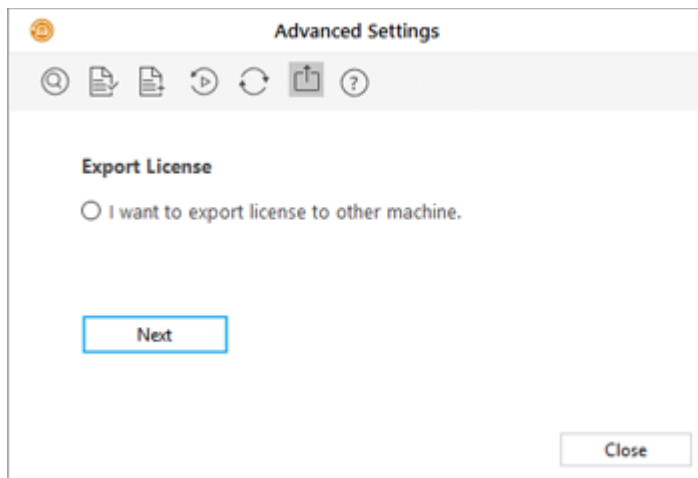 Advanced Settings
Export License
I want to export license to other machine.
Next
Close